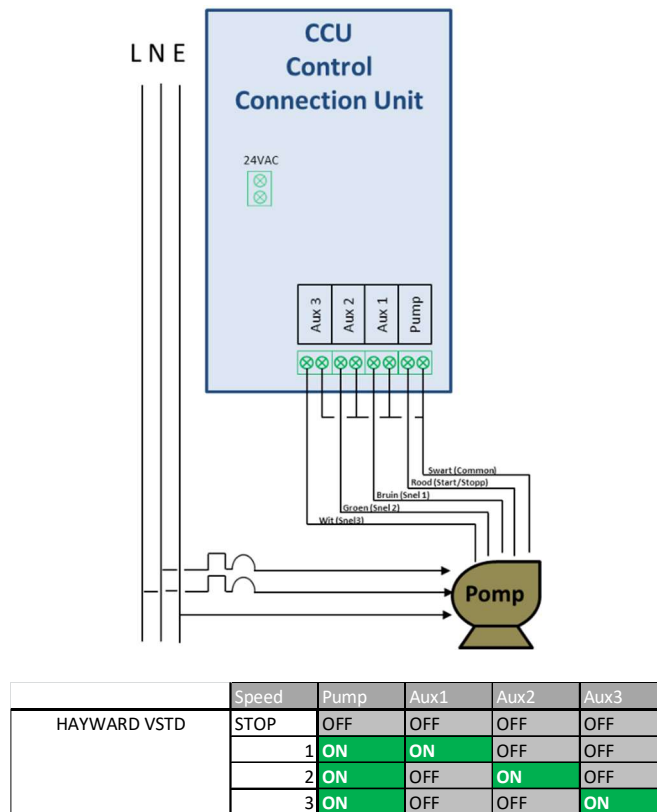 L N E
CCU
Control
Connection Unit
24VAC
Aux 3
Aux 2
Aux 1
Pump
Swart (Common)
Rood (Start/Stopp)
Bruin (Snel 1)
Groen (Snel 2)
Wit (Snel3)
Pomp
Speed Pump Aux1 Aux2 Aux3
HAYWARD VSTD STOP OFF OFF OFF OFF
1 ON ON OFF OFF
2 ON OFF ON OFF
3 ON OFF OFF ON